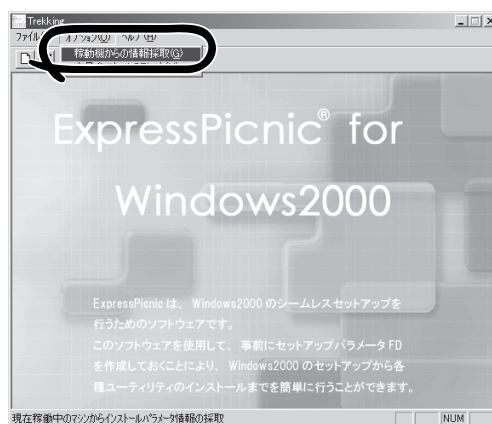 Trekking
オプション(O) ヘルプ(H)
稼動機からの情報採取(G)
ExpressPicnic® for
Windows2000
ExpressPicnic は、 Windows2000 のシームレスセットアップを
行うためのソフトウェアです。
このソフトウェアを使用して、 事前にセットアップパラメータ FD
を作成しておくことにより、 Windows2000 のセットアップから各
種ユーティリティのインストールまでを簡単に行うことができます。
現在稼働中のマシンからインストールパラメータ情報の採取
NUM